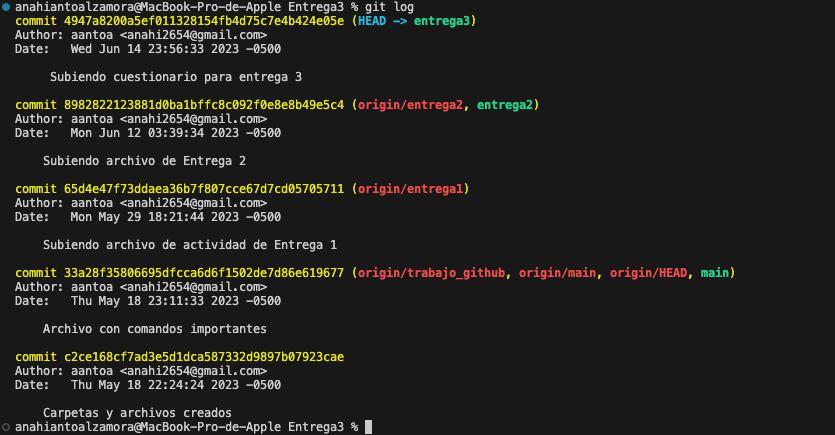 anahiantoalzamora@MacBook-Pro-de-Apple Entrega3 % git log
commit 4947a8200a5ef011328154fb4d75c7e4b424e05e (HEAD -> entrega3)
Author: aantoa <anahi2654@gmail.com>
Date:   Wed Jun 14 23:56:33 2023 -0500
Subiendo cuestionario para entrega 3
commit 8982822123881d0ba1bffc8c092f0e8e8b49e5c4 (origin/entrega2, entrega2)
Author: aantoa <anahi2654@gmail.com>
Date:   Mon Jun 12 03:39:34 2023 -0500
Subiendo archivo de Entrega 2
commit 65d4e47f73ddaea36b7f807cce67d7cd05705711 (origin/entrega1)
Author: aantoa <anahi2654@gmail.com>
Date:   Mon May 29 18:21:44 2023 -0500
Subiendo archivo de actividad de Entrega 1
commit 33a28f35806695dfcca6d6f1502de7d86e619677 (origin/trabajo_github, origin/main, origin/HEAD, main)
Author: aantoa <anahi2654@gmail.com>
Date:   Thu May 18 23:11:33 2023 -0500
Archivo con comandos importantes
commit c2ce168cf7ad3e5d1dca587332d9897b07923cae
Author: aantoa <anahi2654@gmail.com>
Date:   Thu May 18 22:24:24 2023 -0500
Carpetas y archivos creados
anahiantoalzamora@MacBook-Pro-de-Apple Entrega3 %